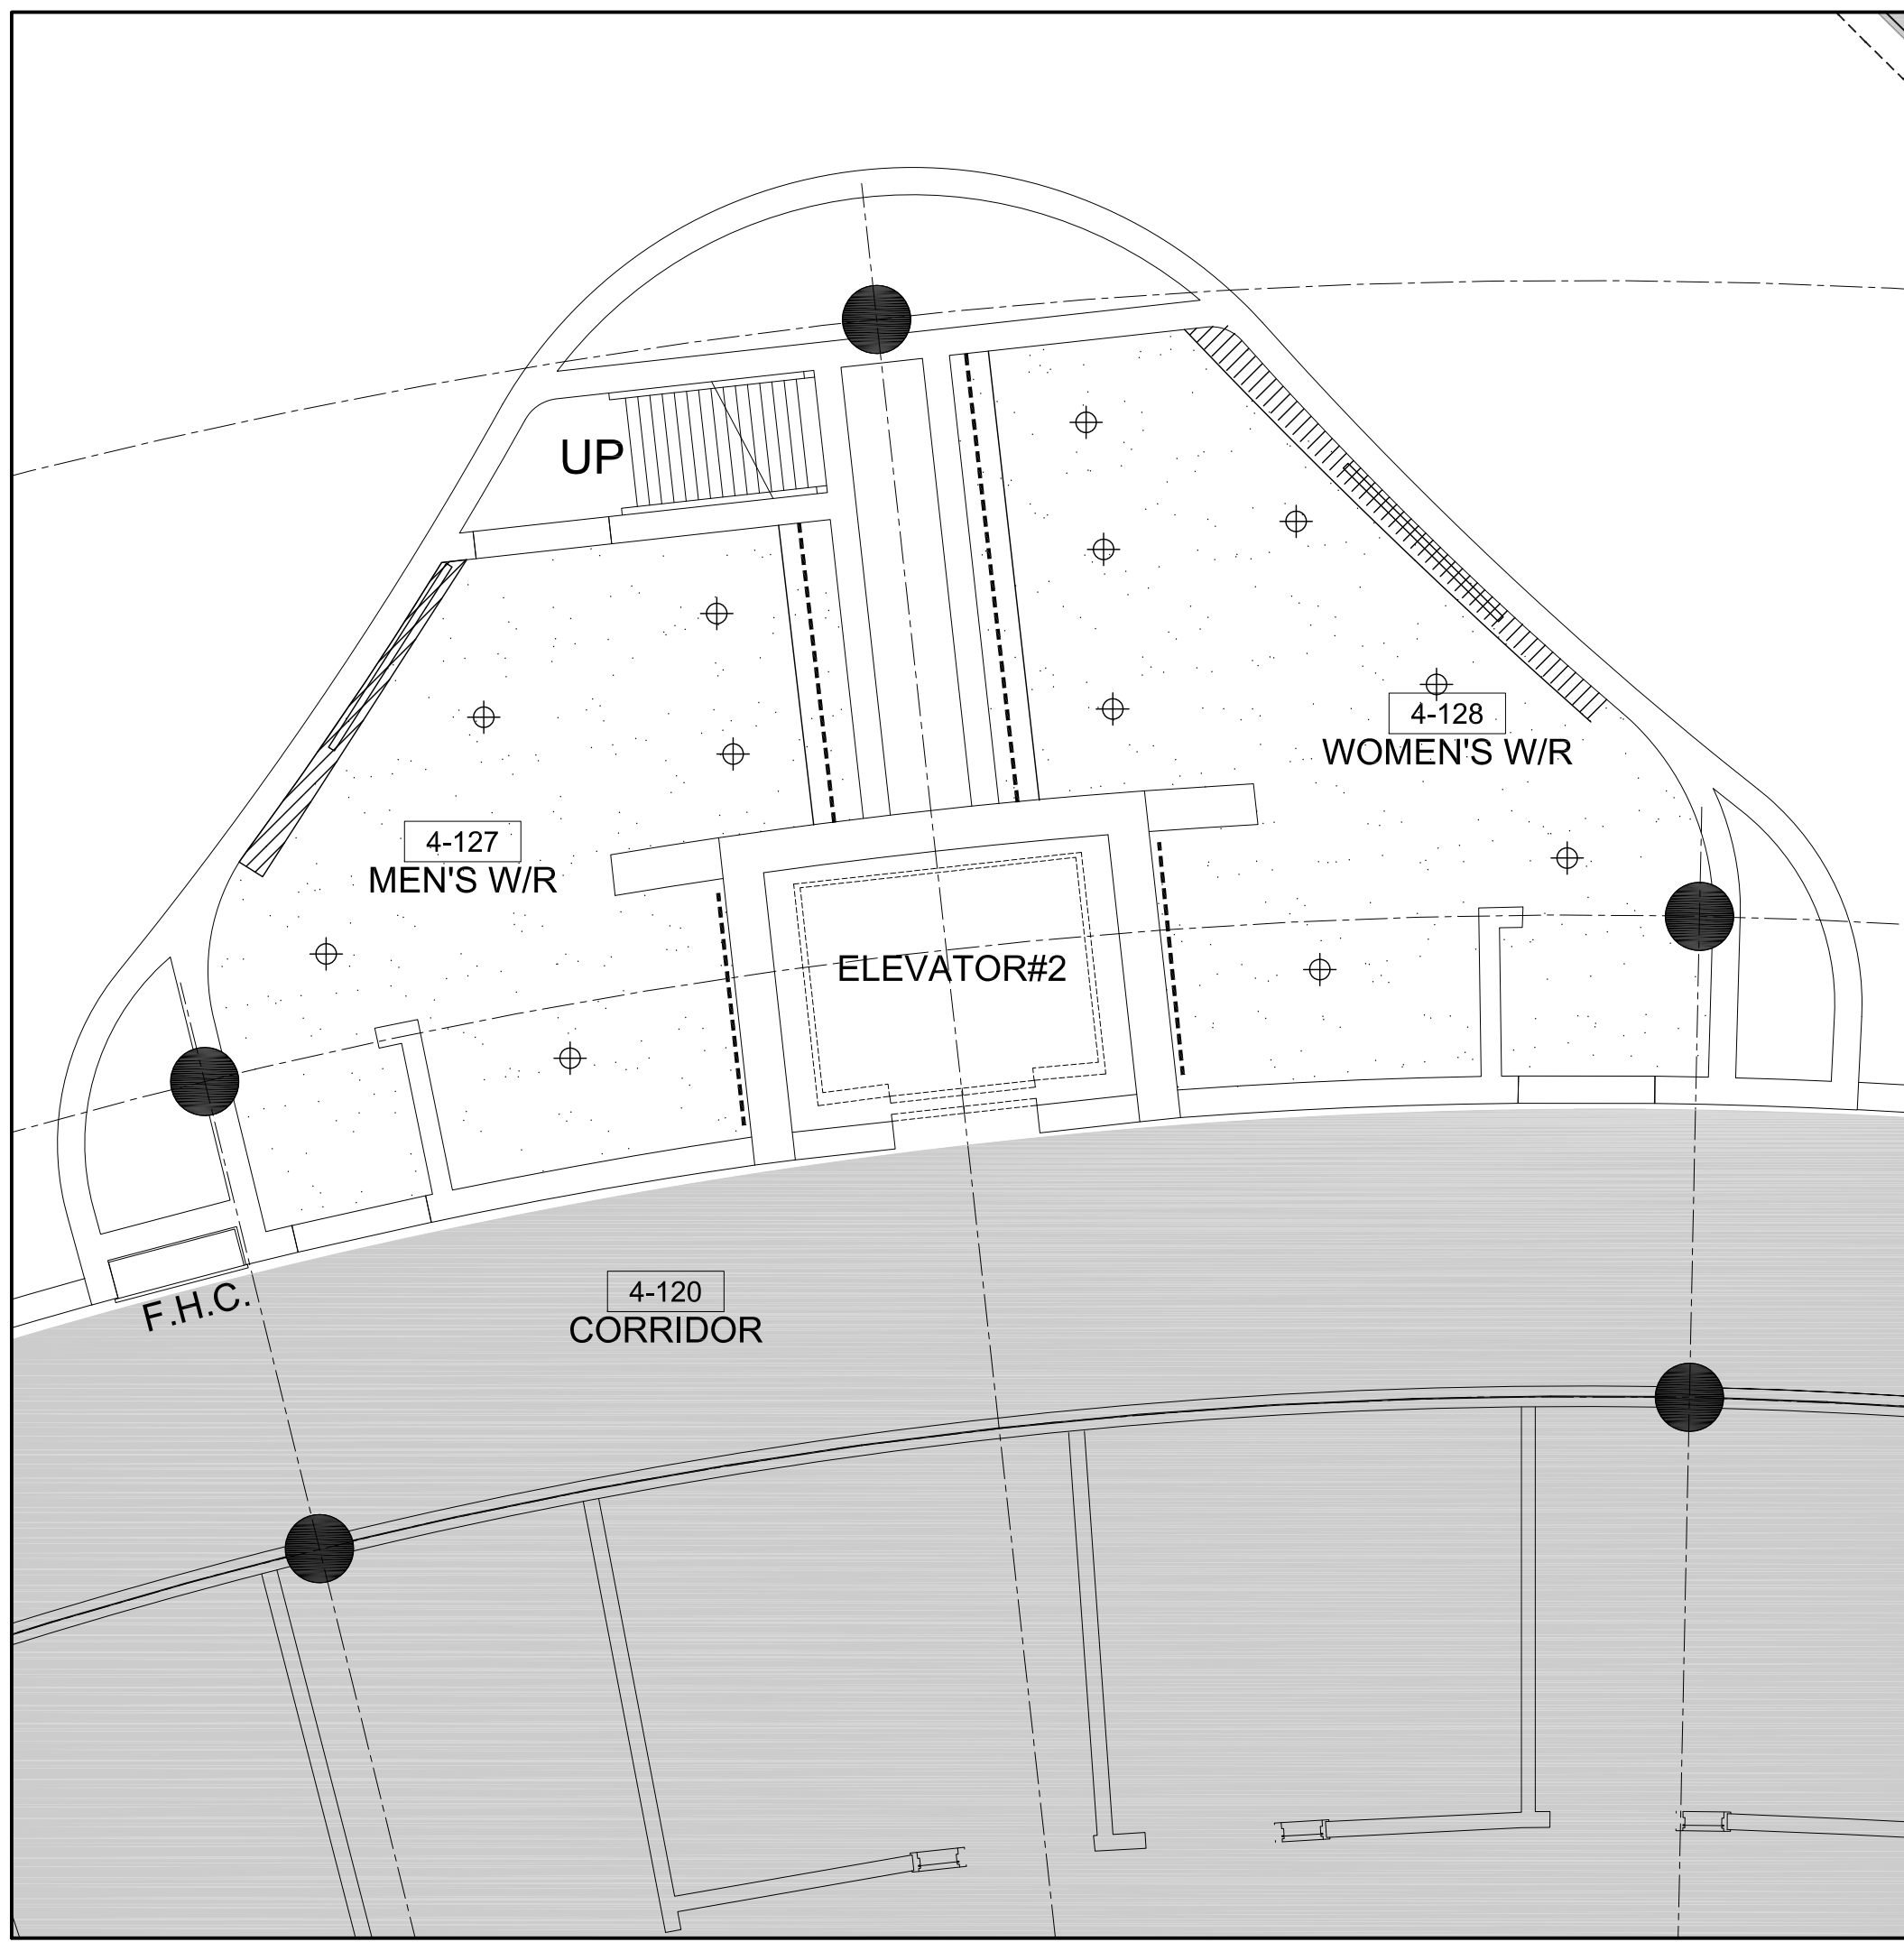 UP
4-128
WOMEN'S W/R
4-127
MEN'S W/R
ELEVATOR#2
F.H.C.
4-120
CORRIDOR